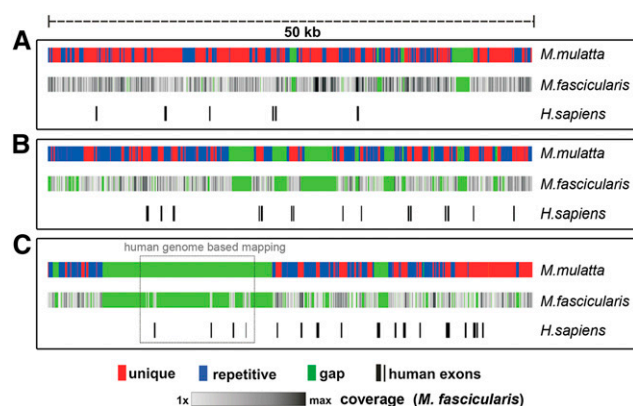 50 kb
A
M.mulatta
M.fascicularis
H.sapiens
B
M.mulatta
M.fascicularis
H.sapiens
C
human genome based mapping
M.mulatta
M.fascicularis
H.sapiens
unique repetitive gap human exons
1x max coverage (M. fascicularis)